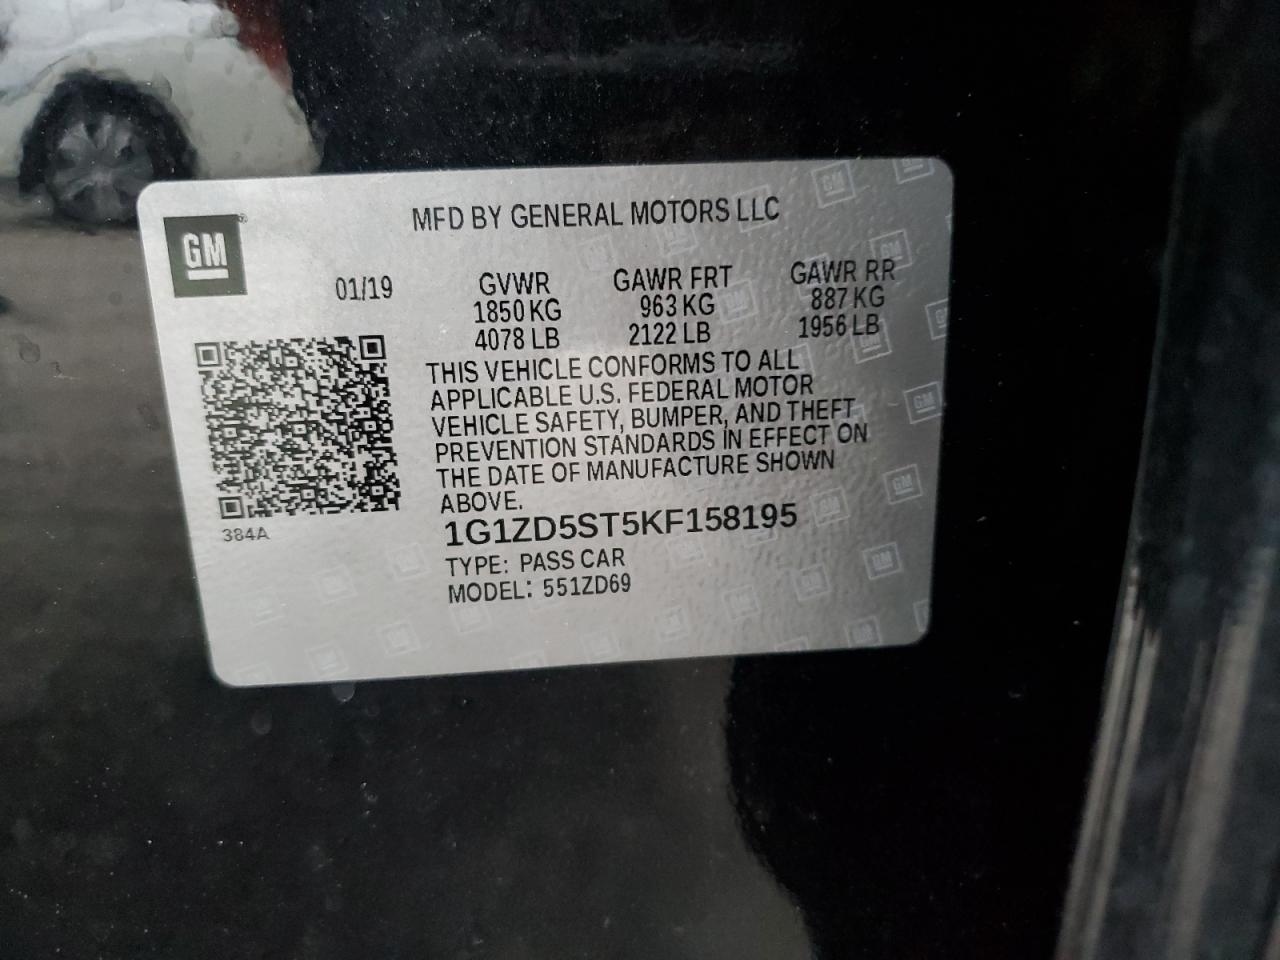 MFD BY GENERAL MOTORS LLC
GM
®
01/19
GVWR GAWR FRT GAWR RR
1850 KG 963 KG 887 KG
4078 LB 2122 LB 1956 LB
THIS VEHICLE CONFORMS TO ALL
APPLICABLE U.S. FEDERAL MOTOR
VEHICLE SAFETY, BUMPER, AND THEFT
PREVENTION STANDARDS IN EFFECT ON
THE DATE OF MANUFACTURE SHOWN
ABOVE.
384A
1G1ZD5ST5KF158195
TYPE: PASS CAR
MODEL: 551ZD69